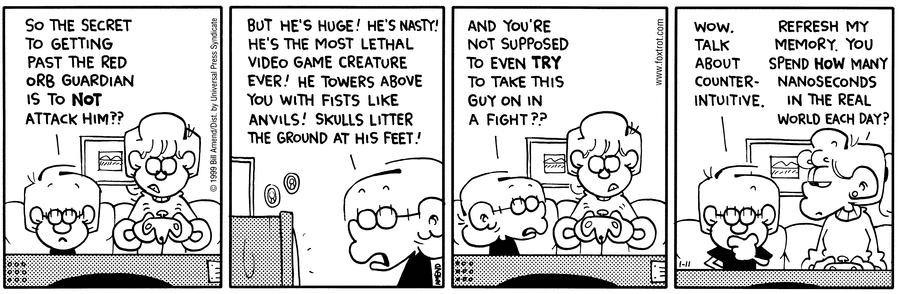 SO THE SECRET
TO GETTING
PAST THE RED
ORB GUARDIAN
IS TO NOT
ATTACK HIM??
© 1999 Bill Amend/Dist. by Universal Press Syndicate
BUT HE'S HUGE! HE'S NASTY!
HE'S THE MOST LETHAL
VIDEO GAME CREATURE
EVER! HE TOWERS ABOVE
YOU WITH FISTS LIKE
ANVILS! SKULLS LITTER
THE GROUND AT HIS FEET!
AMEND
AND YOU'RE
NOT SUPPOSED
TO EVEN TRY
TO TAKE THIS
GUY ON IN
A FIGHT??
www.foxtrot.com
WOW.
TALK
ABOUT
COUNTER-
INTUITIVE.
REFRESH MY
MEMORY. YOU
SPEND HOW MANY
NANOSECONDS
IN THE REAL
WORLD EACH DAY?
1-11